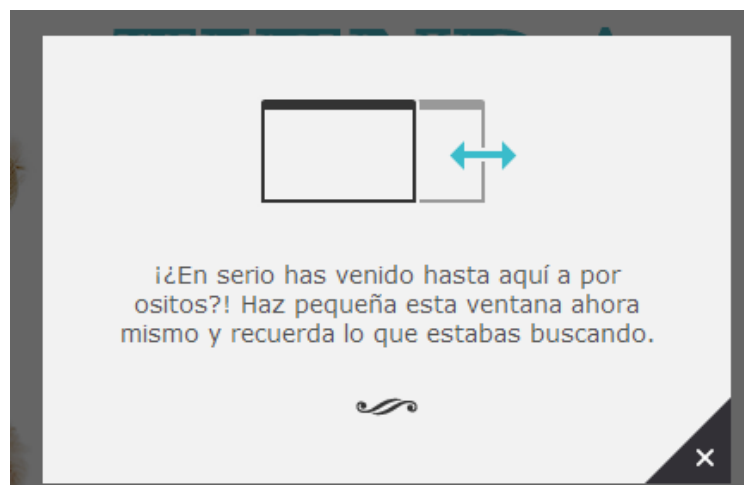 ¡¿En serio has venido hasta aquí a por
ositos?! Haz pequeña esta ventana ahora
mismo y recuerda lo que estabas buscando.